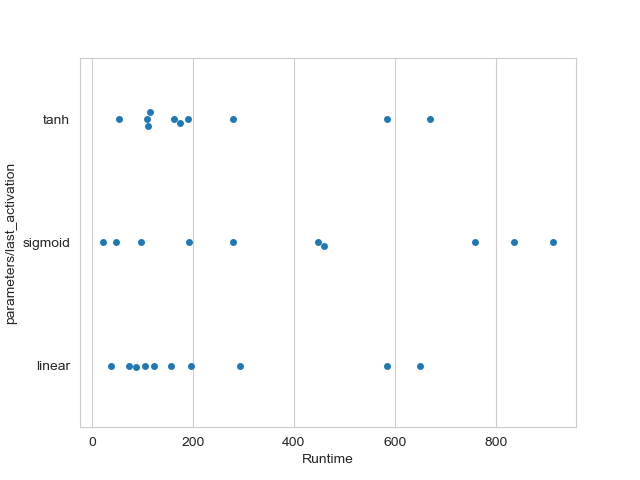 tanh
sigmoid
linear
parameters/last_activation
0 200 400 600 800
Runtime